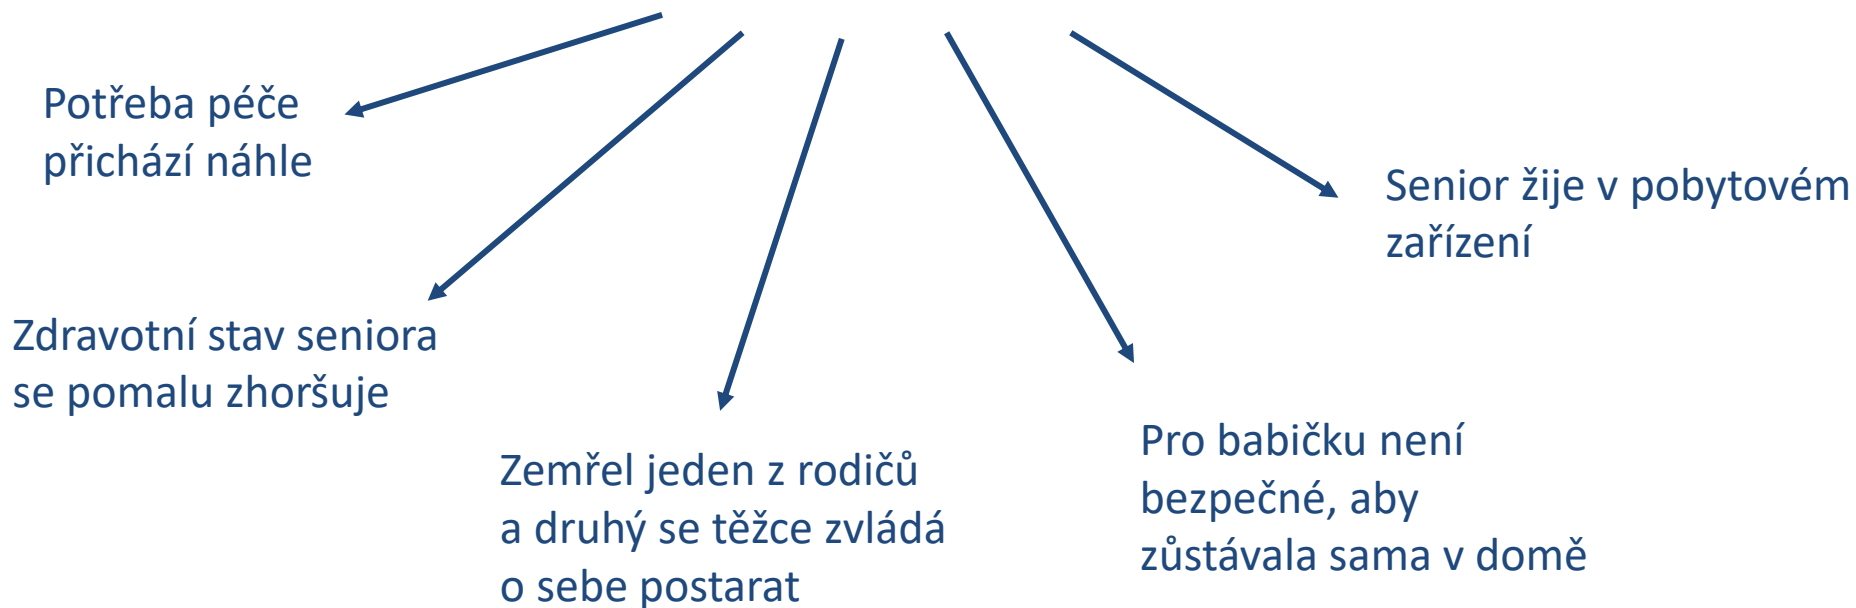 Potřeba péče
přichází náhle
Senior žije v pobytovém
zařízení
Zdravotní stav seniora
se pomalu zhoršuje
Zemřel jeden z rodičů
a druhý se těžce zvládá
o sebe postarat
Pro babičku není
bezpečné, aby
zůstávala sama v domě